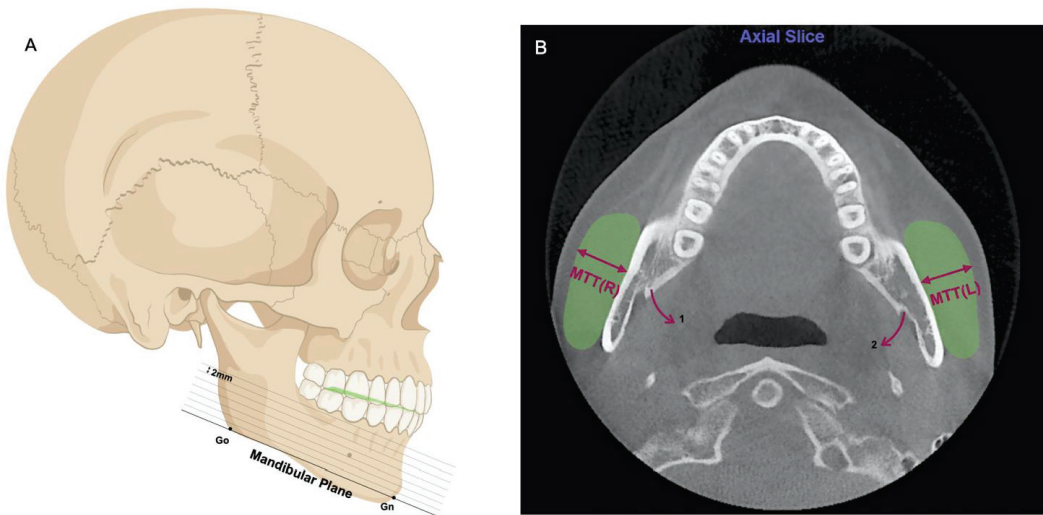 A
2mm
Go
Mandibular Plane
Gn
B
Axial Slice
MTT(R)
MTT(L)
1
2